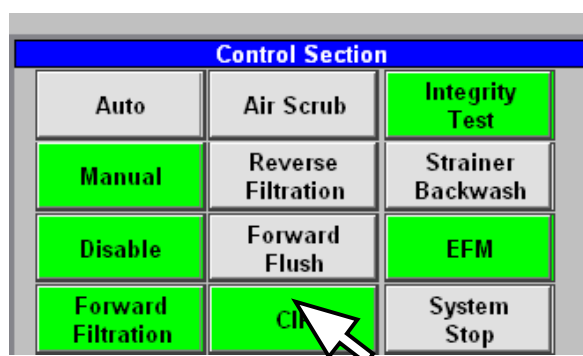 Control Section
Auto
Air Scrub
Integrity
Test
Manual
Reverse
Filtration
Strainer
Backwash
Disable
Forward
Flush
EFM
Forward
Filtration
System
Stop